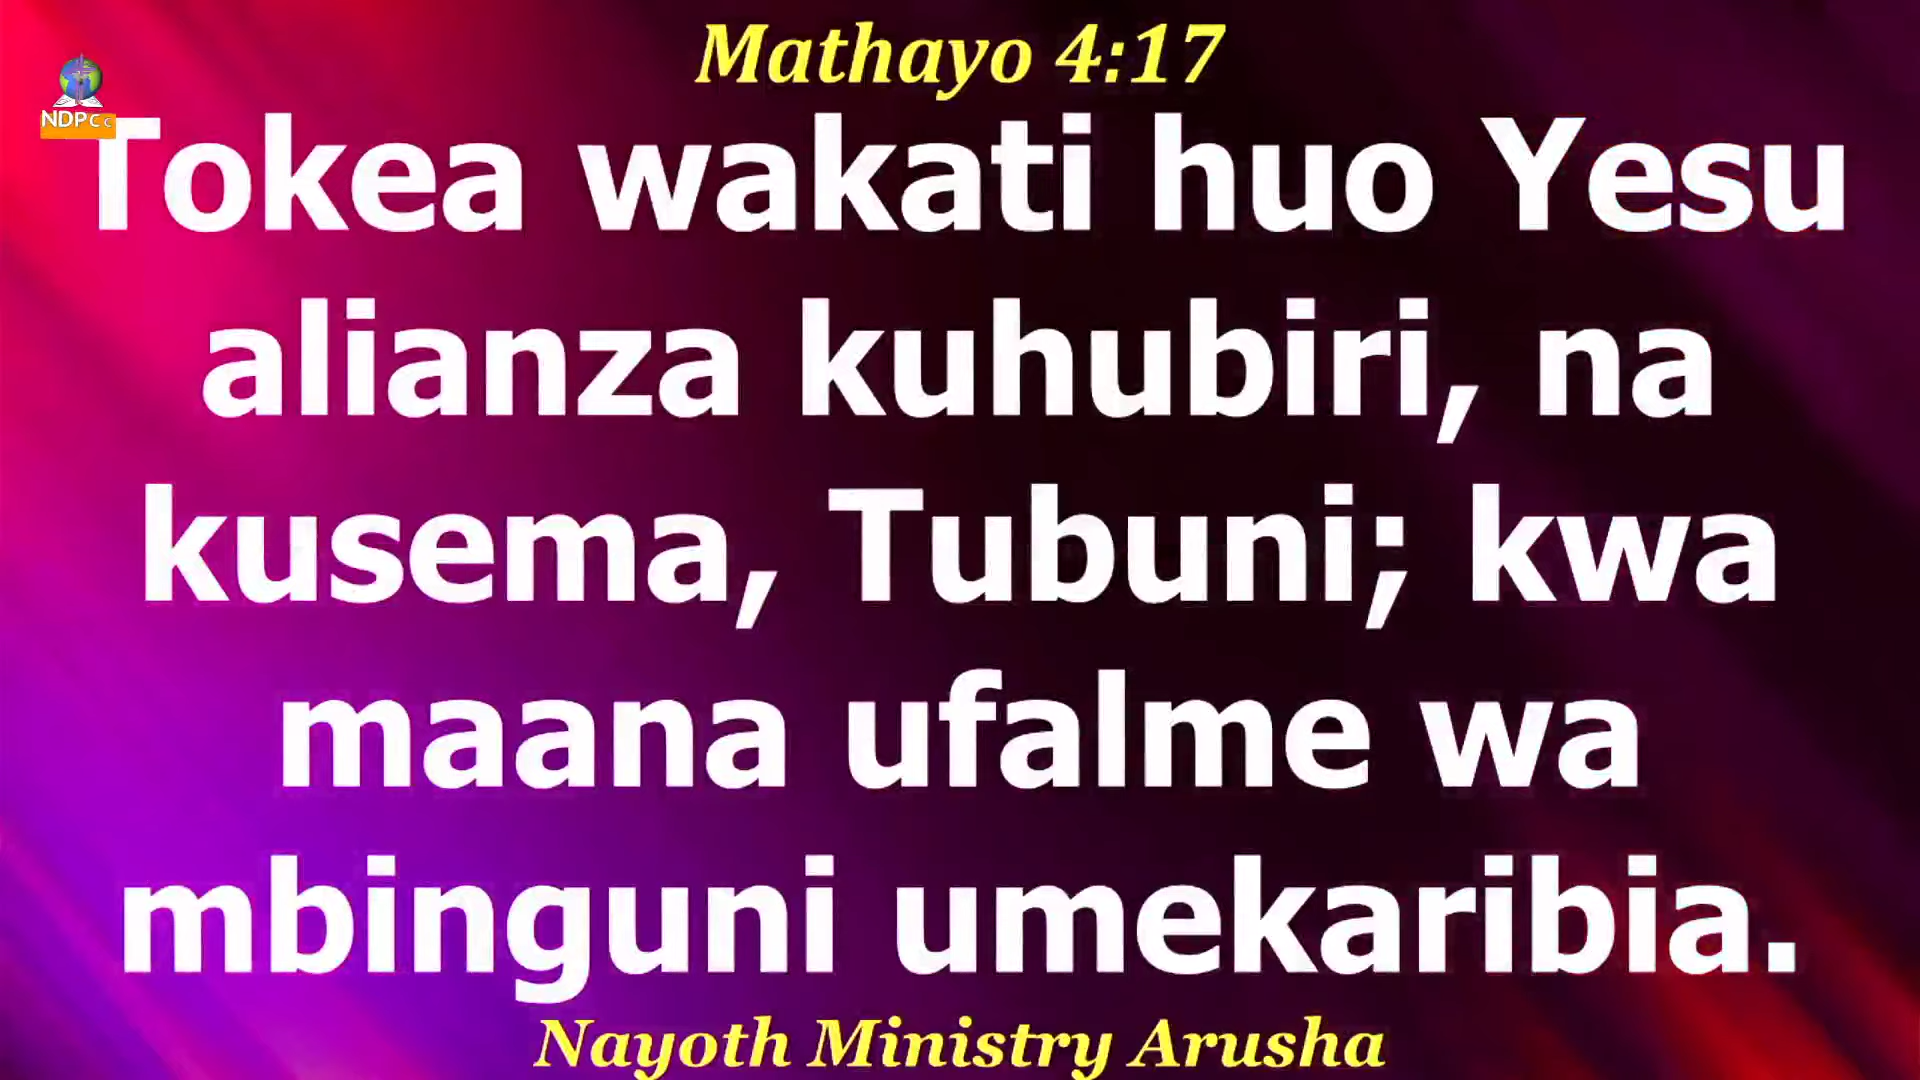 Mathayo 4:17
NDPCc
Tokea wakati huo Yesu
alianza kuhubiri, na
kusema, Tubuni; kwa
maana ufalme wa
mbinguni umekaribia.
Nayoth Ministry Arusha